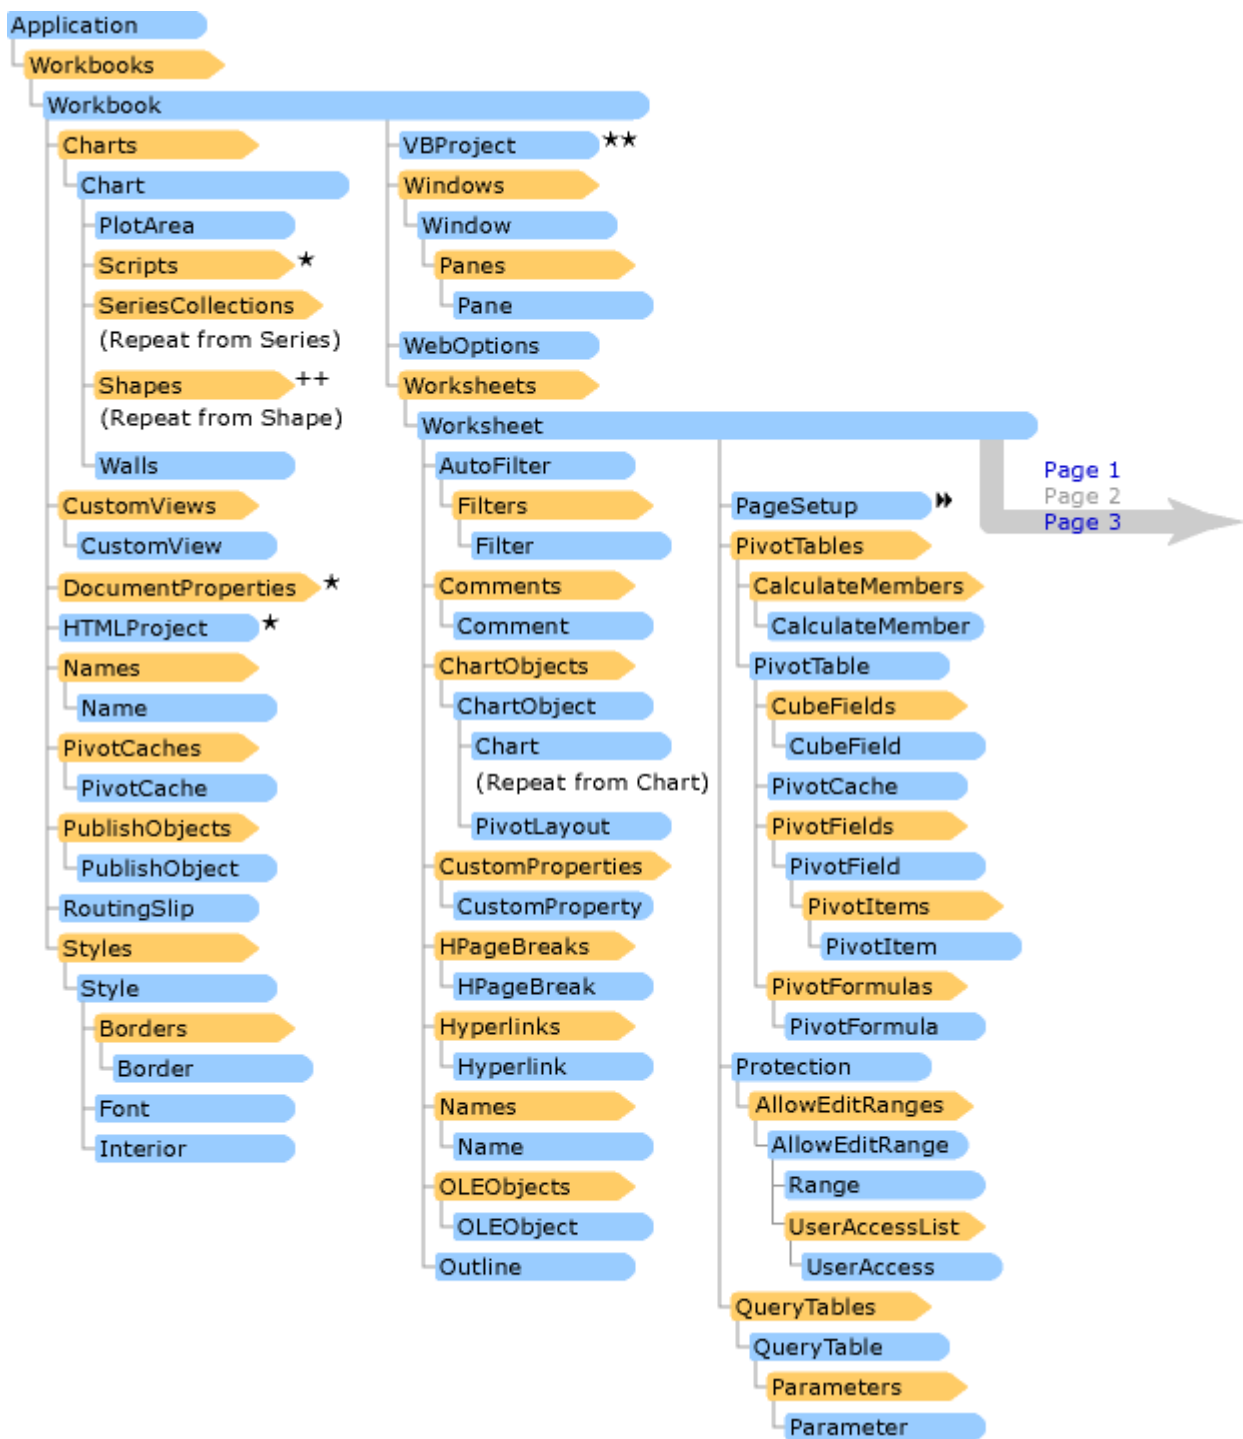 Application
Workbooks
Workbook
Charts
Chart
PlotArea
Scripts ★
SeriesCollections
(Repeat from Series)
Shapes ++
(Repeat from Shape)
Walls
CustomViews
CustomView
DocumentProperties ★
HTMLProject ★
Names
Name
PivotCaches
PivotCache
PublishObjects
PublishObject
RoutingSlip
Styles
Style
Borders
Border
Font
Interior
VBProject ★★
Windows
Window
Panes
Pane
WebOptions
Worksheets
Worksheet
AutoFilter
Filters
Filter
Comments
Comment
ChartObjects
ChartObject
Chart
(Repeat from Chart)
PivotLayout
CustomProperties
CustomProperty
HPageBreaks
HPageBreak
Hyperlinks
Hyperlink
Names
Name
OLEObjects
OLEObject
Outline
PageSetup
PivotTables
CalculateMembers
CalculateMember
PivotTable
CubeFields
CubeField
PivotCache
PivotFields
PivotField
PivotItems
PivotItem
PivotFormulas
PivotFormula
Protection
AllowEditRanges
AllowEditRange
Range
UserAccessList
UserAccess
QueryTables
QueryTable
Parameters
Parameter
Page 1
Page 2
Page 3